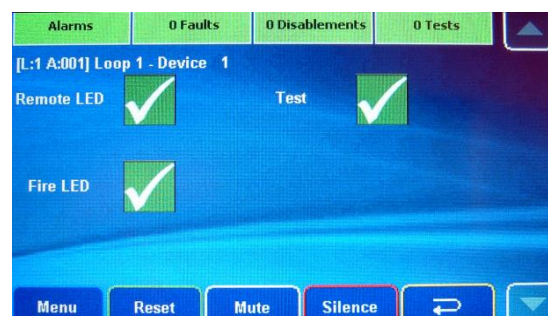 Alarms 0 Faults 0 Disablements 0 Tests
[L:1 A:001] Loop 1 - Device 1
Remote LED Test
Fire LED
Menu Reset Mute Silence